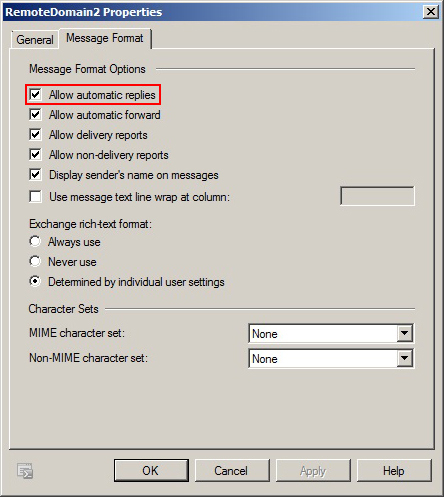 RemoteDomain2 Properties
General
Message Format
Message Format Options
Allow automatic replies
Allow automatic forward
Allow delivery reports
Allow non-delivery reports
Display sender's name on messages
Use message text line wrap at column:
Exchange rich-text format:
Always use
Never use
Determined by individual user settings
Character Sets
MIME character set: None
Non-MIME character set: None
OK Cancel Apply Help